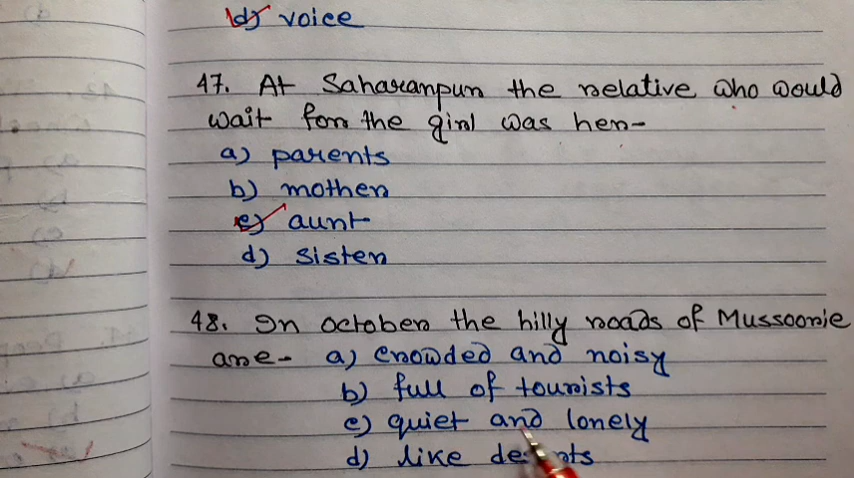 d) voice
47. At Saharanpur the relative who would
wait for the girl was her-
a) parents
b) mother
c) aunt
d) sister
48. In october the hilly roads of Mussoorie
are- a) crowded and noisy
b) full of tourists
c) quiet and lonely
d) like